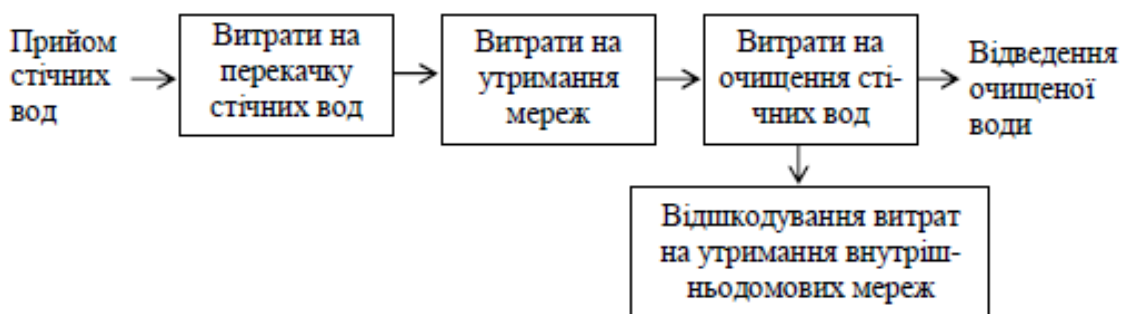 Прийом
стічних
вод
Витрати на
перекачку
стічних вод
Витрати на
утримання
мереж
Витрати на
очищення сті-
чних вод
Відведення
очищеної
води
Відшкодування витрат
на утримання внутріш-
ньодомових мереж